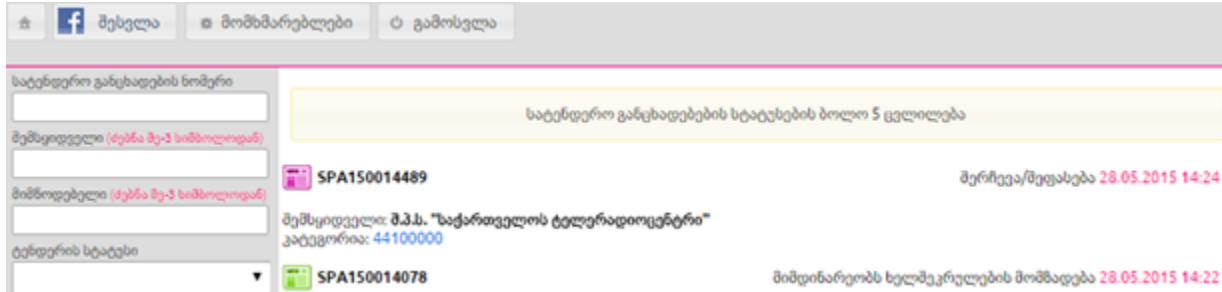 შესვლა მომხმარებლები გამოსვლა
სატენდერო განცხადების ნომერი
შემსყიდველი (ძებნა მე-3 სიმბოლოდან)
მიმწოდებელი (ძებნა მე-3 სიმბოლოდან)
ტენდერის სტატუსი
სატენდერო განცხადებების სტატუსების ბოლო 5 ცვლილება
SPA150014489 შერჩევა/შეფასება 28.05.2015 14:24
შემსყიდველი: შ.პ.ს. "საქართველოს ტელერადიოცენტრი"
კატეგორია: 44100000
SPA150014078 მიმდინარეობს ხელშეკრულების მომზადება 28.05.2015 14:22